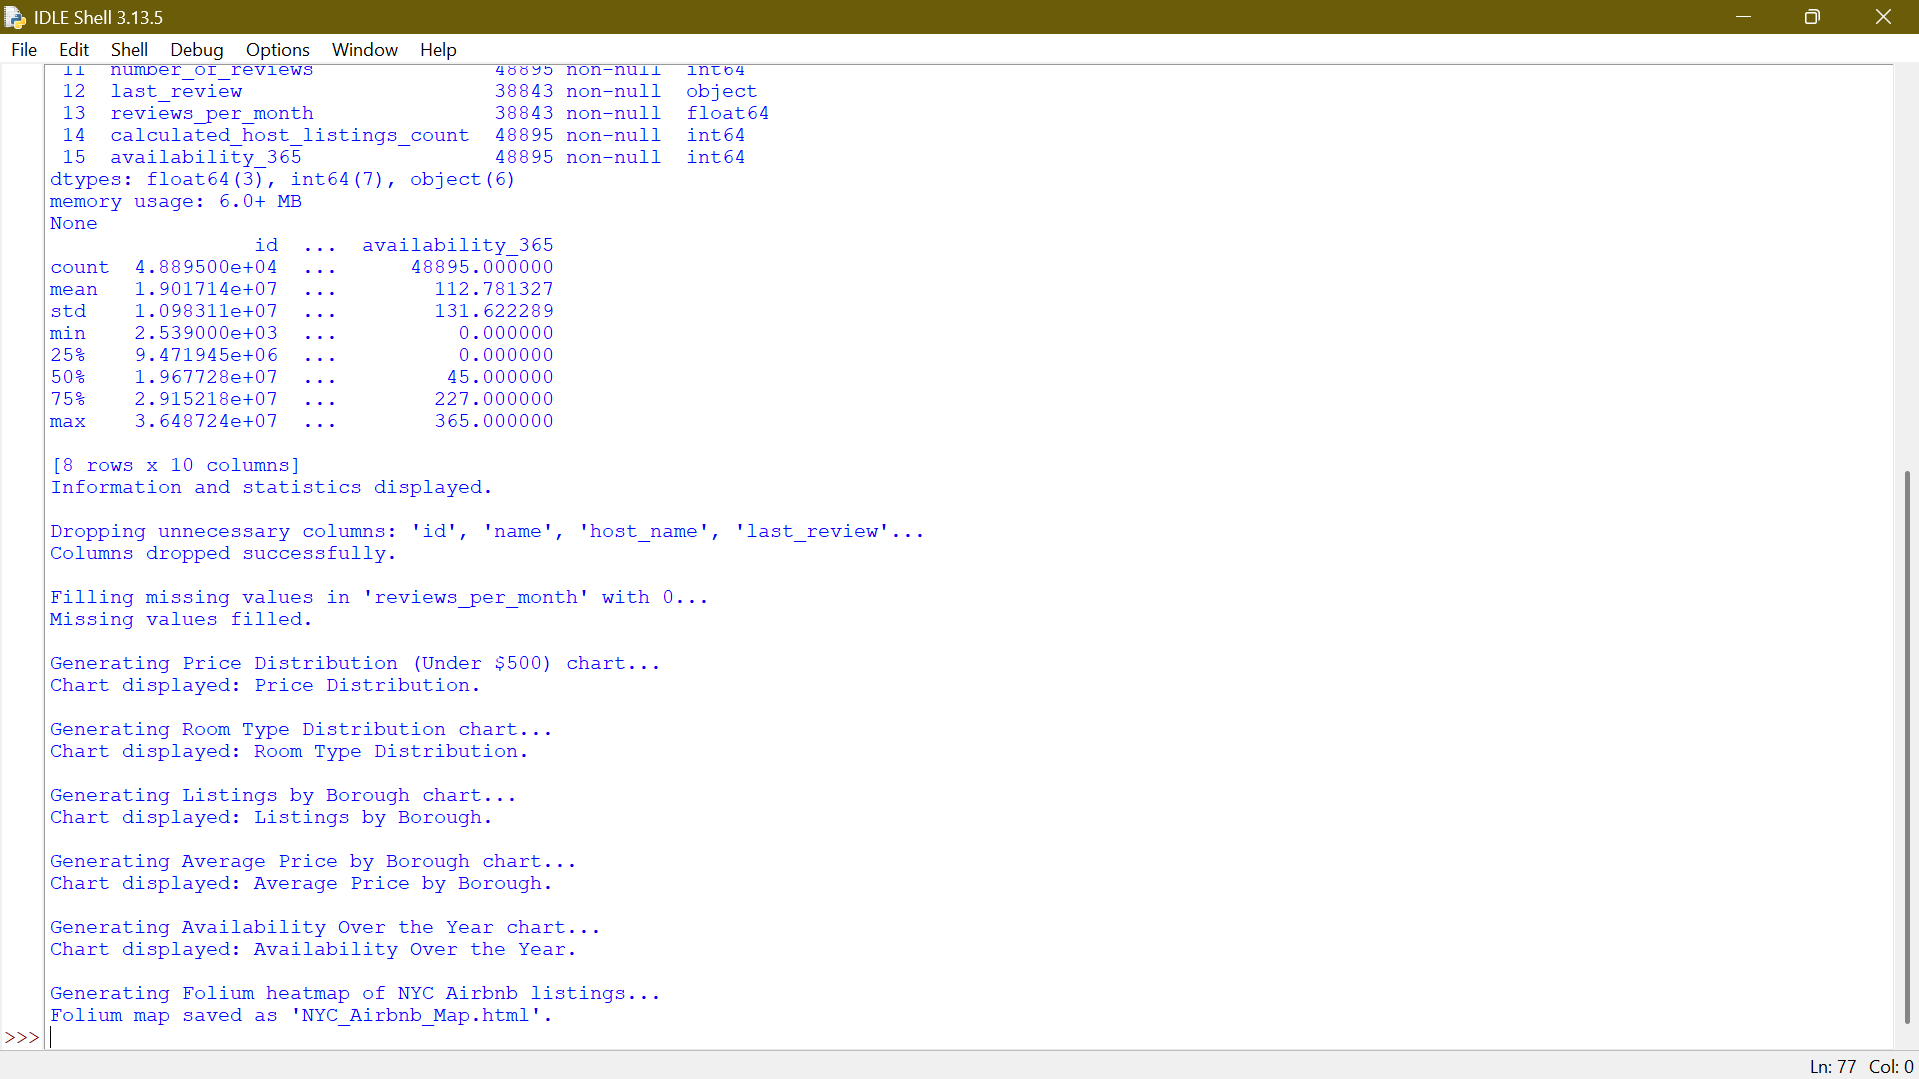 IDLE Shell 3.13.5
File Edit Shell Debug Options Window Help
11 number_of_reviews 48895 non-null int64
12 last_review 38843 non-null object
13 reviews_per_month 38843 non-null float64
14 calculated_host_listings_count 48895 non-null int64
15 availability_365 48895 non-null int64
dtypes: float64(3), int64(7), object(6)
memory usage: 6.0+ MB
None
id ... availability_365
count 4.889500e+04 ... 48895.000000
mean 1.901714e+07 ... 112.781327
std 1.098311e+07 ... 131.622289
min 2.539000e+03 ... 0.000000
25% 9.471945e+06 ... 0.000000
50% 1.967728e+07 ... 45.000000
75% 2.915218e+07 ... 227.000000
max 3.648724e+07 ... 365.000000
[8 rows x 10 columns]
Information and statistics displayed.
Dropping unnecessary columns: 'id', 'name', 'host_name', 'last_review'...
Columns dropped successfully.
Filling missing values in 'reviews_per_month' with 0...
Missing values filled.
Generating Price Distribution (Under $500) chart...
Chart displayed: Price Distribution.
Generating Room Type Distribution chart...
Chart displayed: Room Type Distribution.
Generating Listings by Borough chart...
Chart displayed: Listings by Borough.
Generating Average Price by Borough chart...
Chart displayed: Average Price by Borough.
Generating Availability Over the Year chart...
Chart displayed: Availability Over the Year.
Generating Folium heatmap of NYC Airbnb listings...
Folium map saved as 'NYC_Airbnb_Map.html'.
>>>
Ln: 77 Col: 0